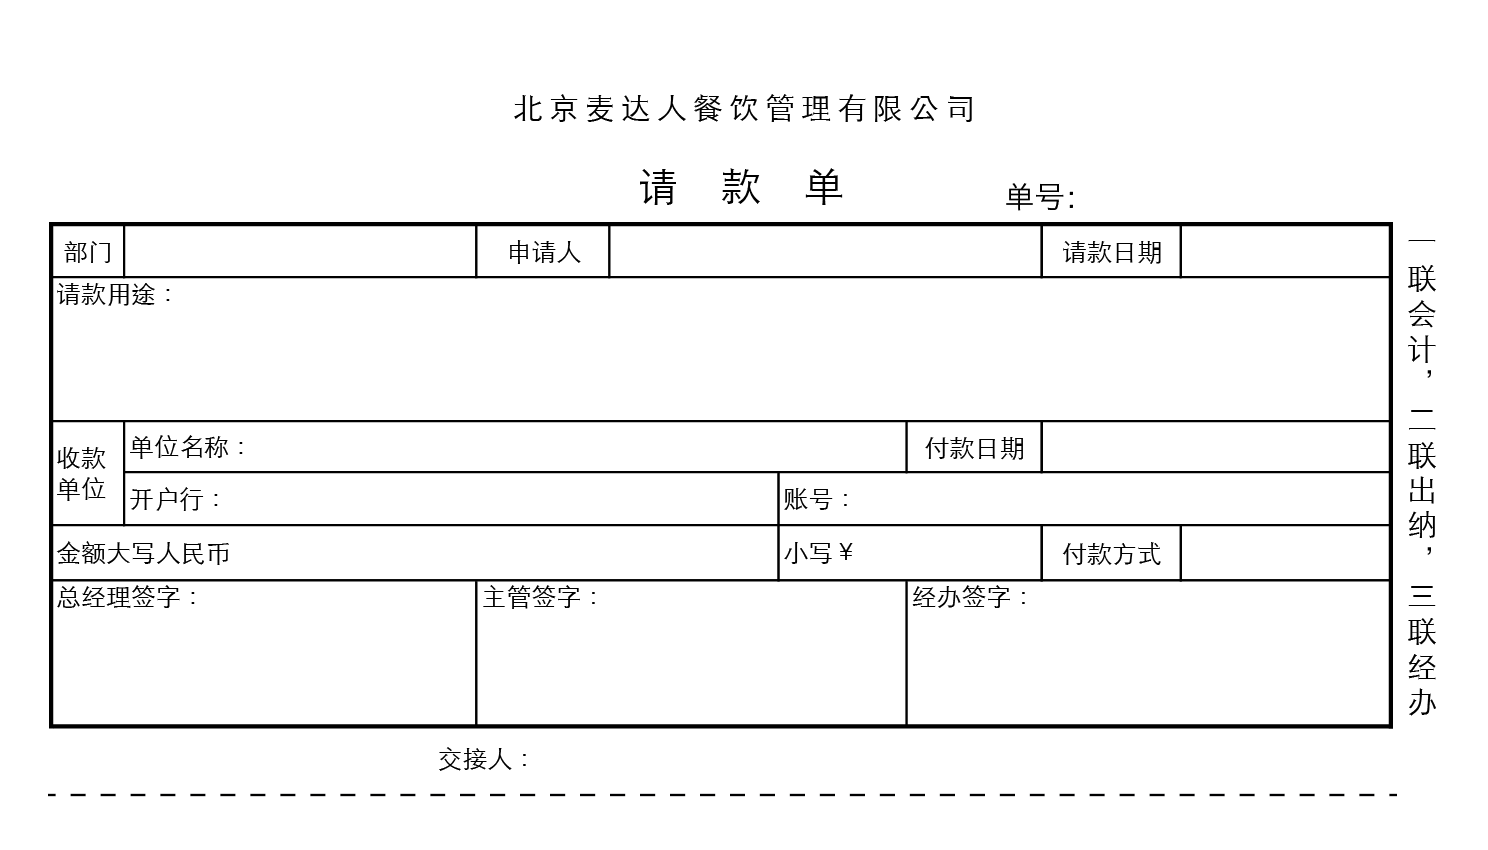 北京麦达人餐饮管理有限公司
请 款 单
单号:
部门
申请人
请款日期
请款用途：
收款
单位
单位名称：
付款日期
开户行：
账号：
金额大写人民币
小写￥
付款方式
总经理签字：
主管签字：
经办签字：
一联会计，二联出纳，三联经办
交接人：